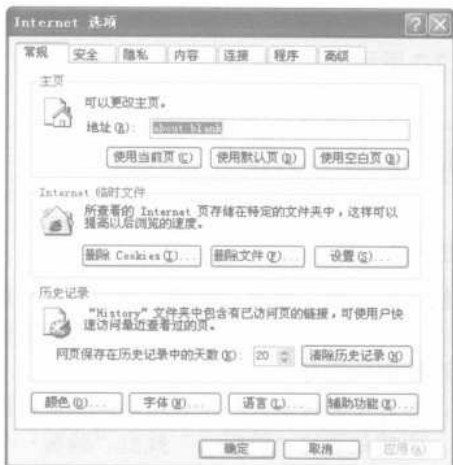 Internet 选项
常规 安全 隐私 内容 连接 程序 高级
主页
可以更改主页。
地址(R): about:blank
使用当前页(C) 使用默认页(D) 使用空白页(B)
Internet 临时文件
所查看的 Internet 页存储在特定的文件夹中，这样可以
提高以后浏览的速度。
删除 Cookies(I)... 删除文件(F)... 设置(S)...
历史记录
“History”文件夹中包含有已访问页的链接，可使用户快
速访问最近查看过的页。
网页保存在历史记录中的天数(K): 20 清除历史记录(H)
颜色(O)... 字体(N)... 语言(L)... 辅助功能(E)...
确定 取消 应用(A)